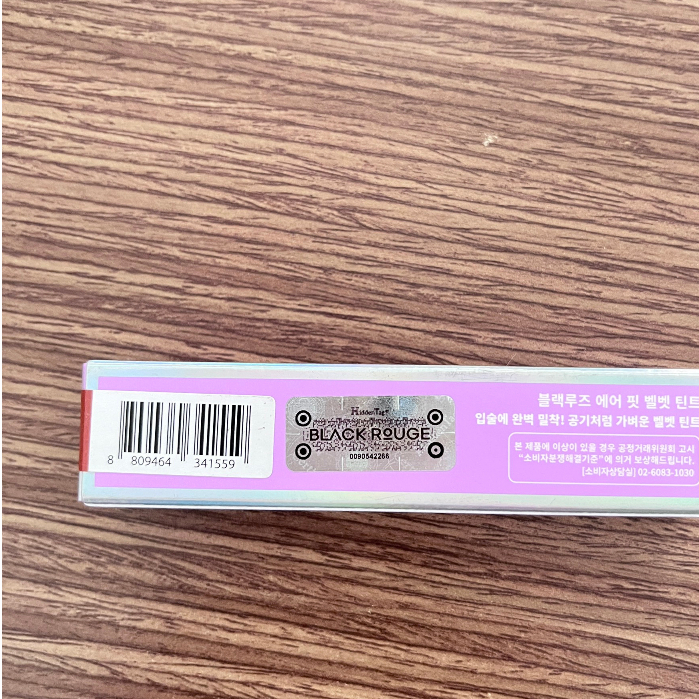 8 809464 341559
HiddenTag
BLACK ROUGE
0090542266
블랙루즈 에어 핏 벨벳 틴트
입술에 완벽 밀착! 공기처럼 가벼운 벨벳 틴트
본 제품에 이상이 있을 경우 공정거래위원회 고시
"소비자분쟁해결기준"에 의거 보상해드립니다.
[소비자상담실] 02-6083-1030